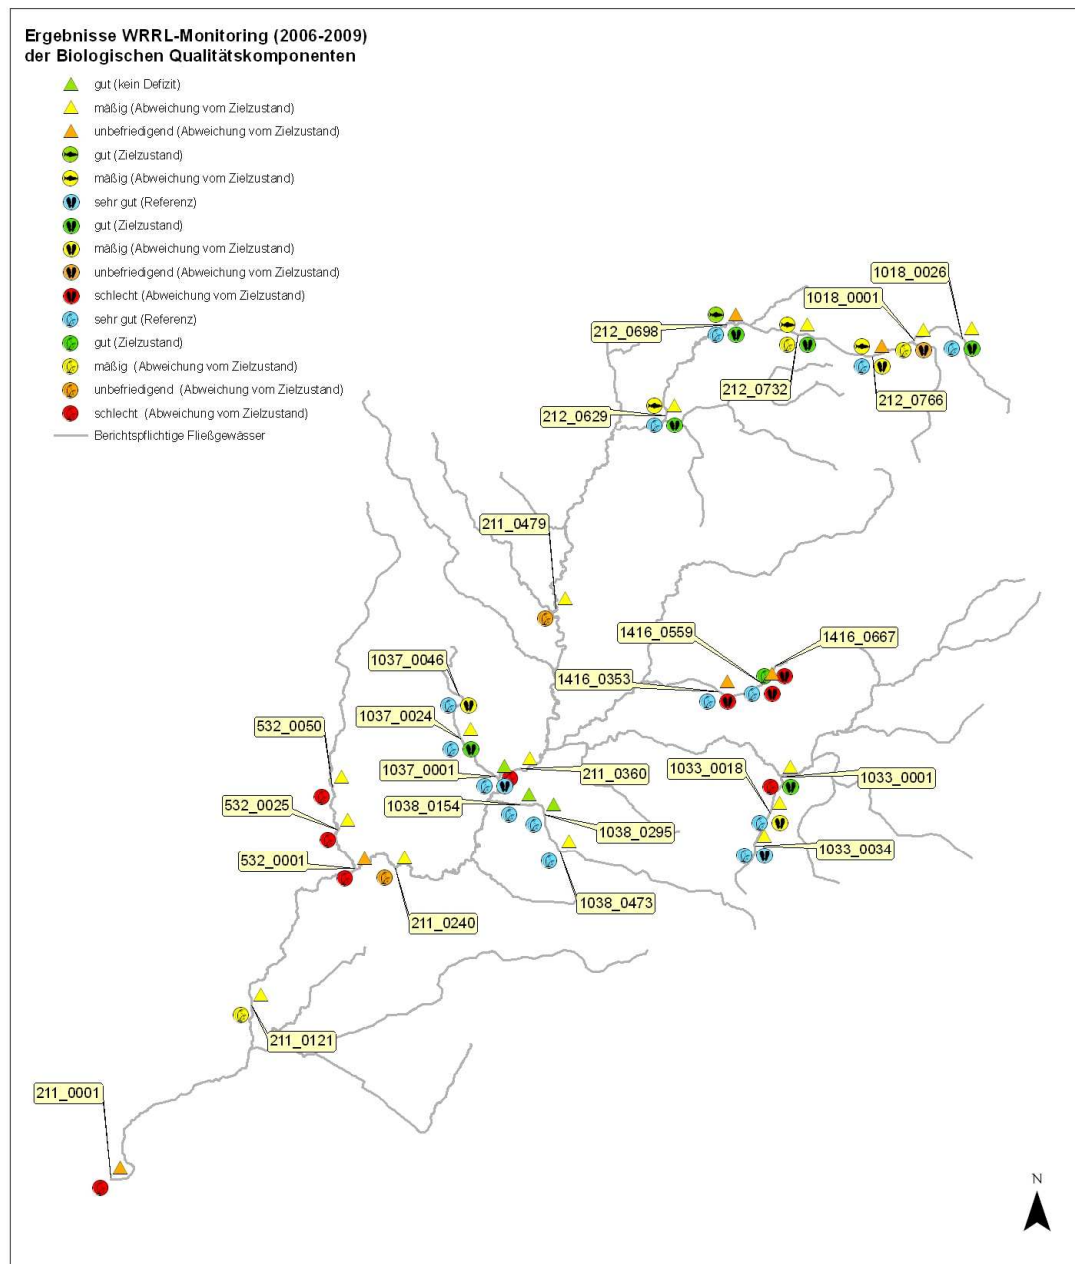 Ergebnisse WRRL-Monitoring (2006-2009)
der Biologischen Qualitätskomponenten
gut (kein Defizit)
mäßig (Abweichung vom Zielzustand)
unbefriedigend (Abweichung vom Zielzustand)
gut (Zielzustand)
mäßig (Abweichung vom Zielzustand)
sehr gut (Referenz)
gut (Zielzustand)
mäßig (Abweichung vom Zielzustand)
unbefriedigend (Abweichung vom Zielzustand)
schlecht (Abweichung vom Zielzustand)
sehr gut (Referenz)
gut (Zielzustand)
mäßig (Abweichung vom Zielzustand)
unbefriedigend (Abweichung vom Zielzustand)
schlecht (Abweichung vom Zielzustand)
Berichtspflichtige Fließgewässer
1018_0026
1018_0001
212_0698
212_0732
212_0766
212_0629
211_0479
1416_0559
1416_0667
1037_0046
1416_0353
1037_0024
532_0050
1037_0001
211_0360
1033_0018
1033_0001
532_0025
1038_0154
1038_0295
1033_0034
532_0001
1038_0473
211_0240
211_0121
211_0001
N